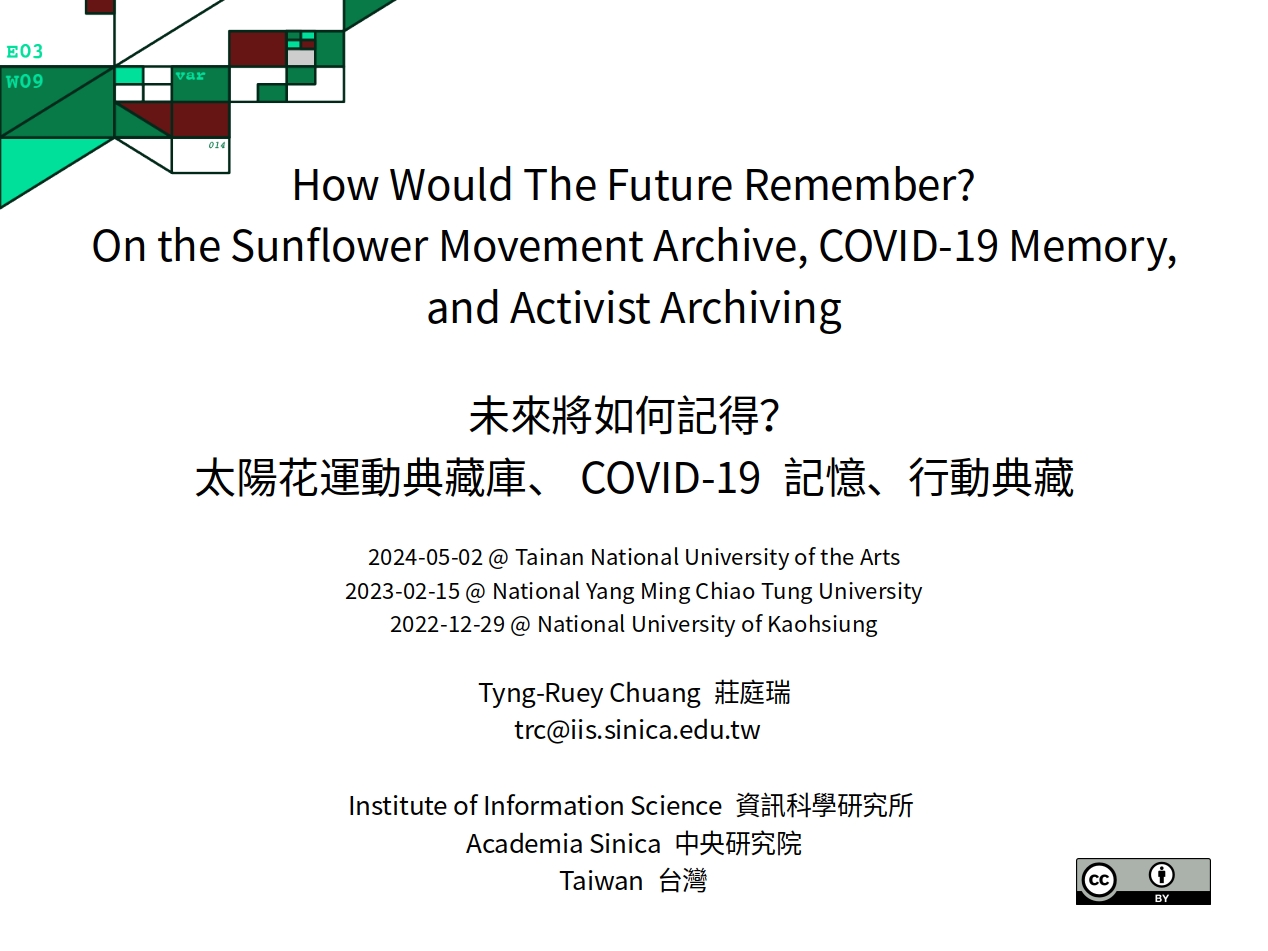 E03
W09
var
014
How Would The Future Remember?
On the Sunflower Movement Archive, COVID-19 Memory,
and Activist Archiving
未來將如何記得?
太陽花運動典藏庫、 COVID-19 記憶、行動典藏
2024-05-02 @ Tainan National University of the Arts
2023-02-15 @ National Yang Ming Chiao Tung University
2022-12-29 @ National University of Kaohsiung
Tyng-Ruey Chuang 莊庭瑞
trc@iis.sinica.edu.tw
Institute of Information Science 資訊科學研究所
Academia Sinica 中央研究院
Taiwan 台灣
CC
BY